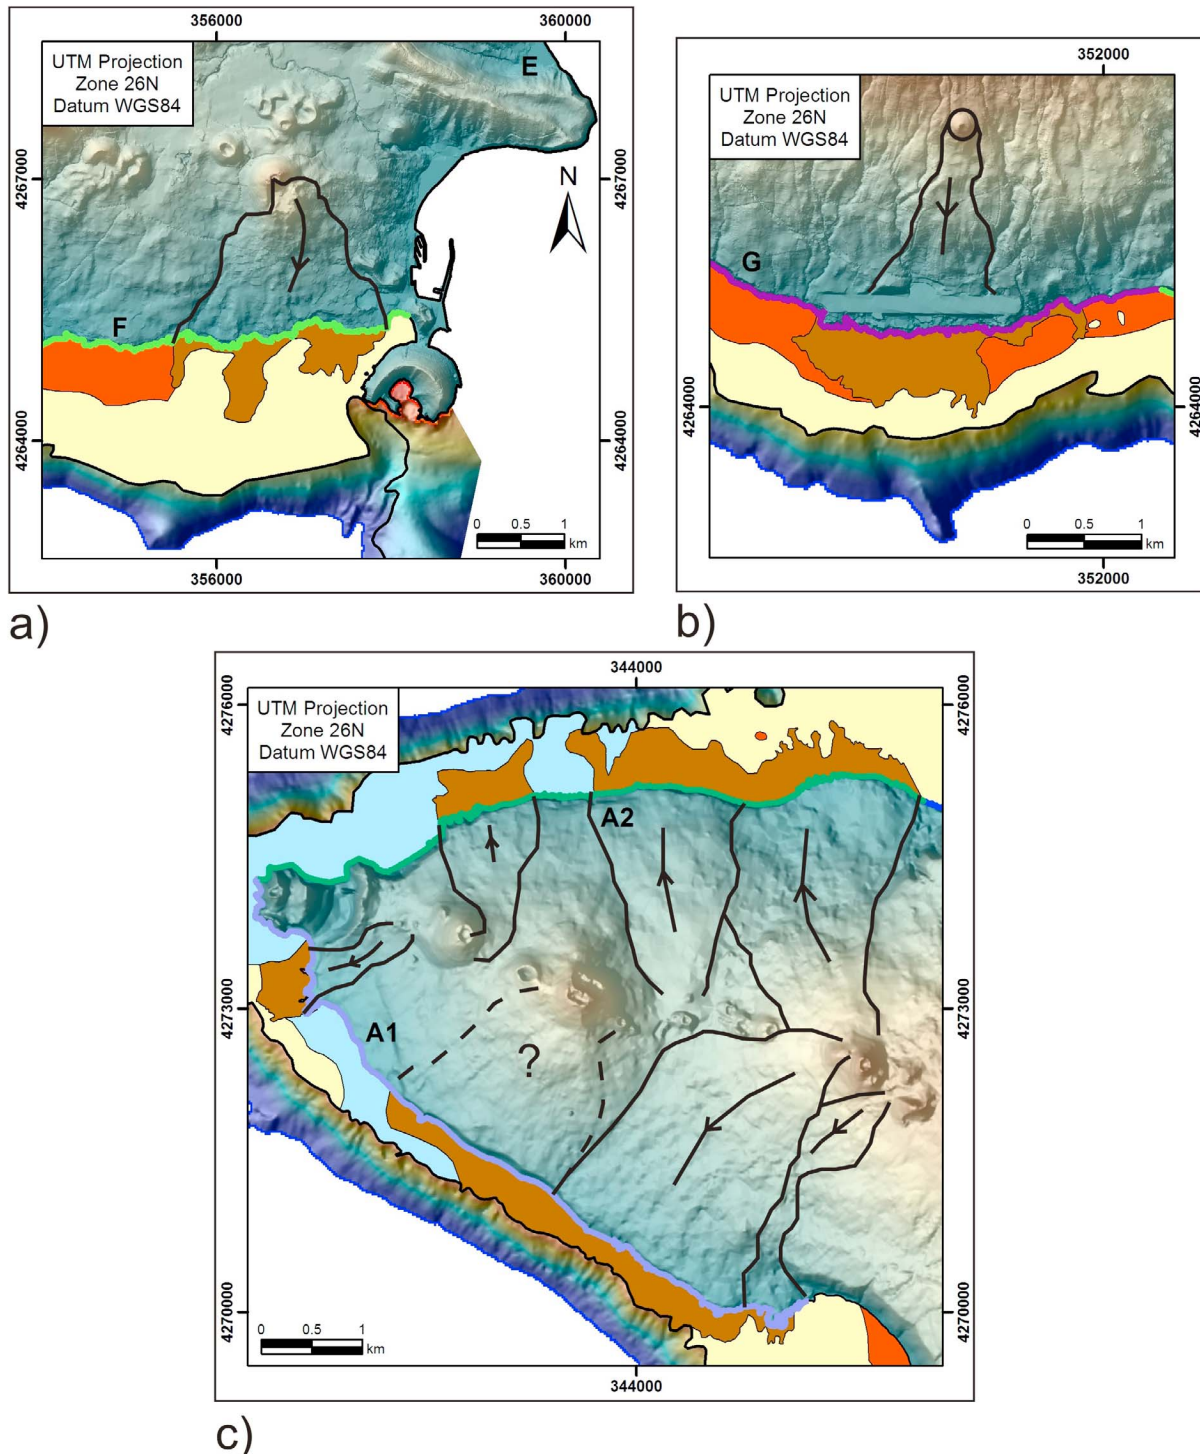 356000
360000
UTM Projection
Zone 26N
Datum WGS84
E
4267000
4267000
N
F
4264000
4264000
0 0.5 1
km
356000
360000
a)
352000
UTM Projection
Zone 26N
Datum WGS84
G
4264000
4264000
0 0.5 1
km
352000
b)
344000
UTM Projection
Zone 26N
Datum WGS84
4276000
4276000
A2
4273000
4273000
A1
?
4270000
4270000
0 0.5 1
km
344000
c)